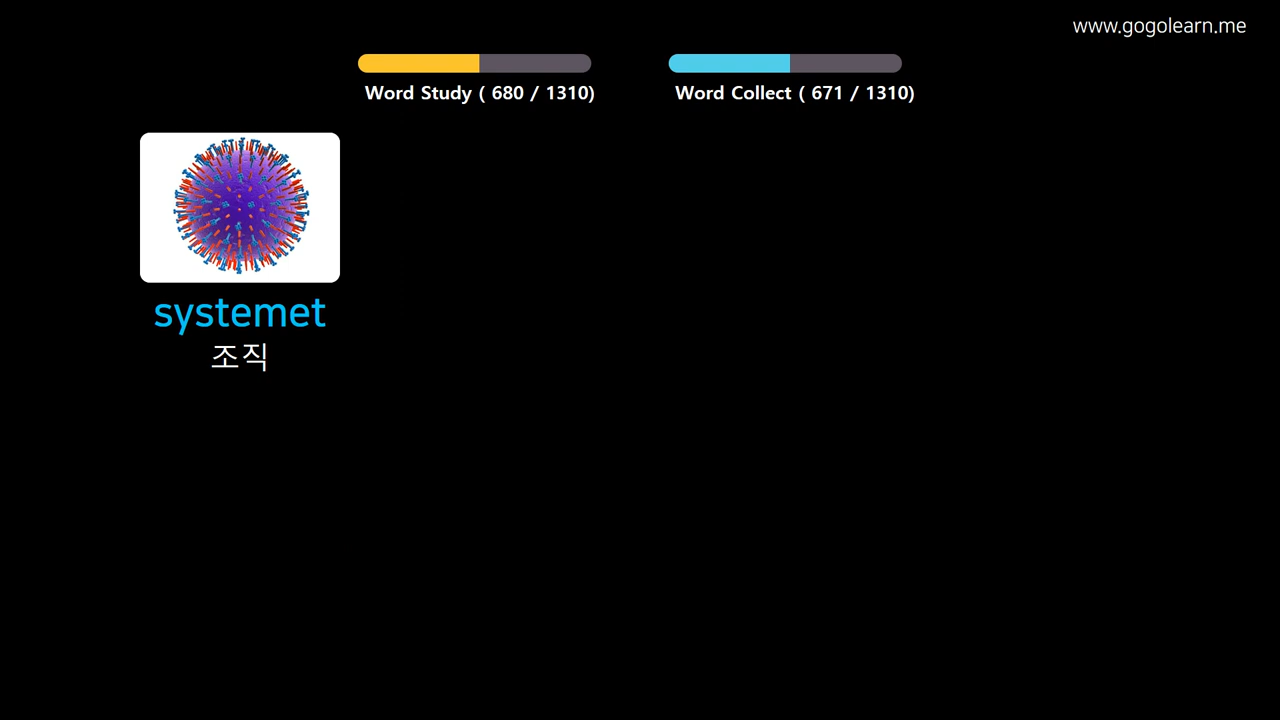 www.gogolearn.me
Word Study ( 680 / 1310)
Word Collect ( 671 / 1310)
systemet
조직